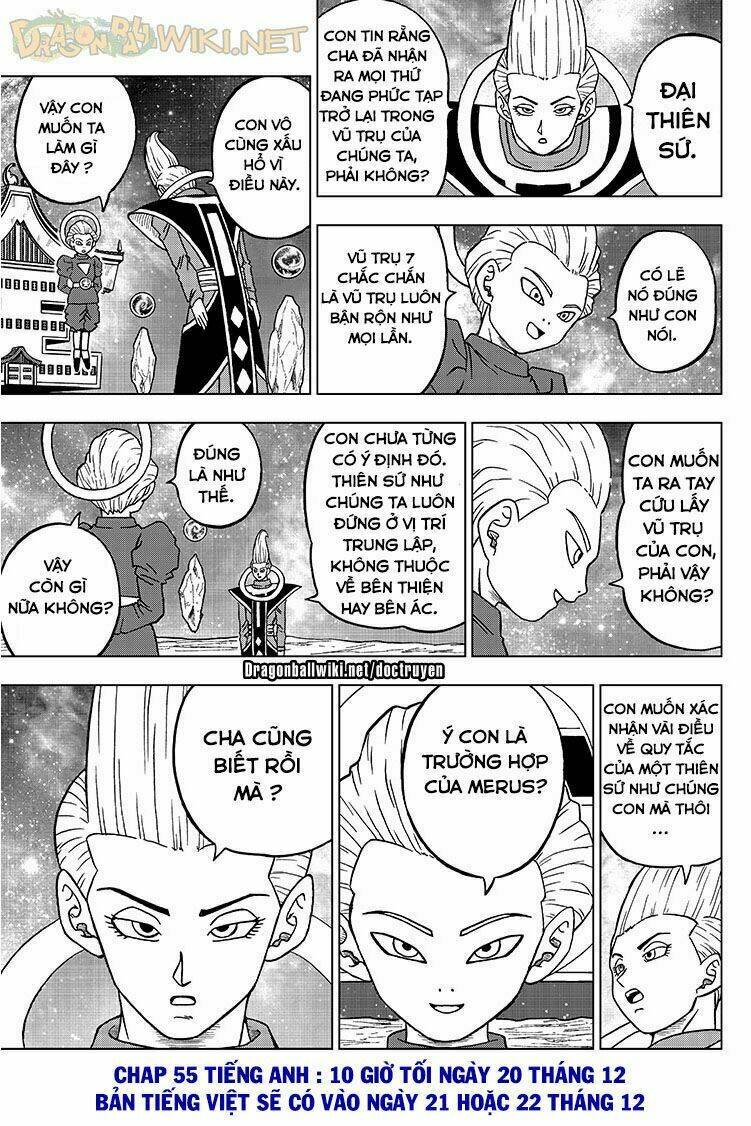 DRAGON BALL WIKI.NET
ĐẠI
THIÊN
SỨ.
CON TIN RẰNG
CHA ĐÃ NHẬN
RA MỌI THỨ
ĐANG PHỨC TẠP
TRỞ LẠI TRONG
VŨ TRỤ CỦA
CHÚNG TA,
PHẢI KHÔNG?
CON VÔ
CÙNG XẤU
HỔ VÌ
ĐIỀU NÀY.
VẬY CON
MUỐN TA
LÀM GÌ
ĐÂY ?
CÓ LẼ
NÓ ĐÚNG
NHƯ CON
NÓI.
VŨ TRỤ 7
CHẮC CHẮN
LÀ VŨ TRỤ LUÔN
BẬN RỘN NHƯ
MỌI LẦN.
CON MUỐN
TA RA TAY
CỨU LẤY
VŨ TRỤ
CỦA CON,
PHẢI VẬY
KHÔNG?
CON CHƯA TỪNG
CÓ Ý ĐỊNH ĐÓ.
THIÊN SỨ NHƯ
CHÚNG TA LUÔN
ĐỨNG Ở VỊ TRÍ
TRUNG LẬP,
KHÔNG THUỘC
VỀ BÊN THIỆN
HAY BÊN ÁC.
ĐÚNG
LÀ NHƯ
THẾ.
VẬY
CÒN GÌ
NỮA KHÔNG?
Dragonballwiki.net/doctruyen
CON MUỐN XÁC
NHẬN VÀI ĐIỀU
VỀ QUY TẮC
CỦA MỘT THIÊN
SỨ NHƯ CHÚNG
CON MÀ THÔI
...
Ý CON LÀ
TRƯỜNG HỢP
CỦA MERUS?
CHA CŨNG
BIẾT RỒI
MÀ ?
CHAP 55 TIẾNG ANH : 10 GIỜ TỐI NGÀY 20 THÁNG 12
BẢN TIẾNG VIỆT SẼ CÓ VÀO NGÀY 21 HOẶC 22 THÁNG 12